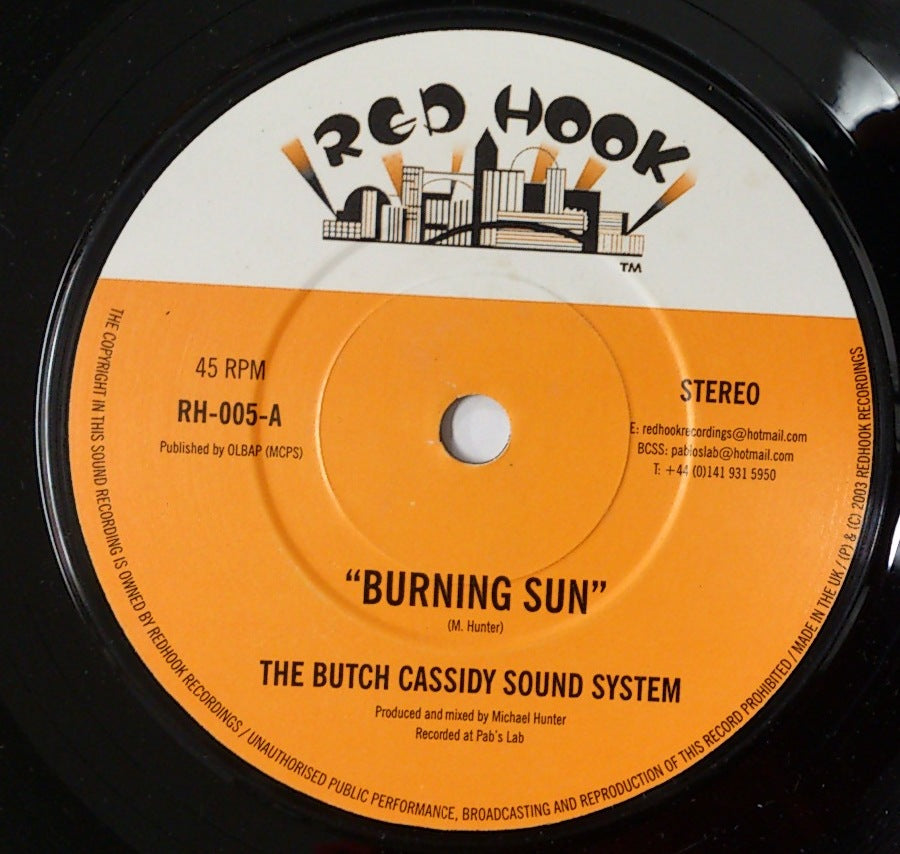 RED HOOK
TM
45 RPM
RH-005-A
Published by OLBAP (MCPS)
STEREO
E: redhookrecordings@hotmail.com
BCSS: pabloslab@hotmail.com
T: +44 (0)141 931 5950
“BURNING SUN”
(M. Hunter)
THE BUTCH CASSIDY SOUND SYSTEM
Produced and mixed by Michael Hunter
Recorded at Pab's Lab
THE COPYRIGHT IN THIS SOUND RECORDING IS OWNED BY REDHOOK RECORDINGS / UNAUTHORISED PUBLIC PERFORMANCE, BROADCASTING AND REPRODUCTION OF THIS RECORD PROHIBITED / MADE IN THE UK / (P) & (C) 2003 REDHOOK RECORDINGS